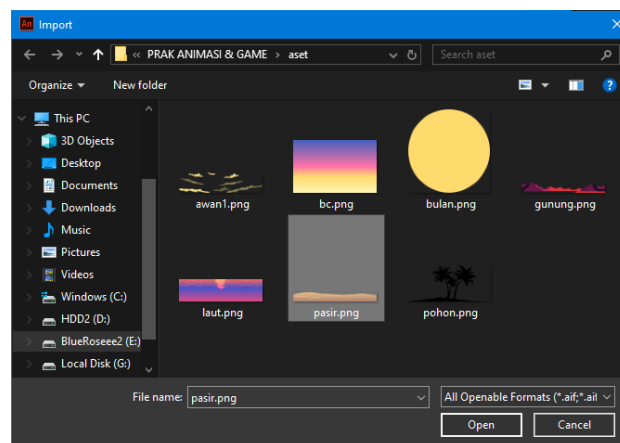 An Import
« PRAK ANIMASI & GAME › aset
Search aset
Organize
New folder
This PC
3D Objects
Desktop
Documents
Downloads
Music
Pictures
Videos
Windows (C:)
HDD2 (D:)
BlueRoseee2 (E:)
Local Disk (G:)
awan1.png
bc.png
bulan.png
gunung.png
laut.png
pasir.png
pohon.png
File name: pasir.png
All Openable Formats (*.aif;*.aif
Open
Cancel